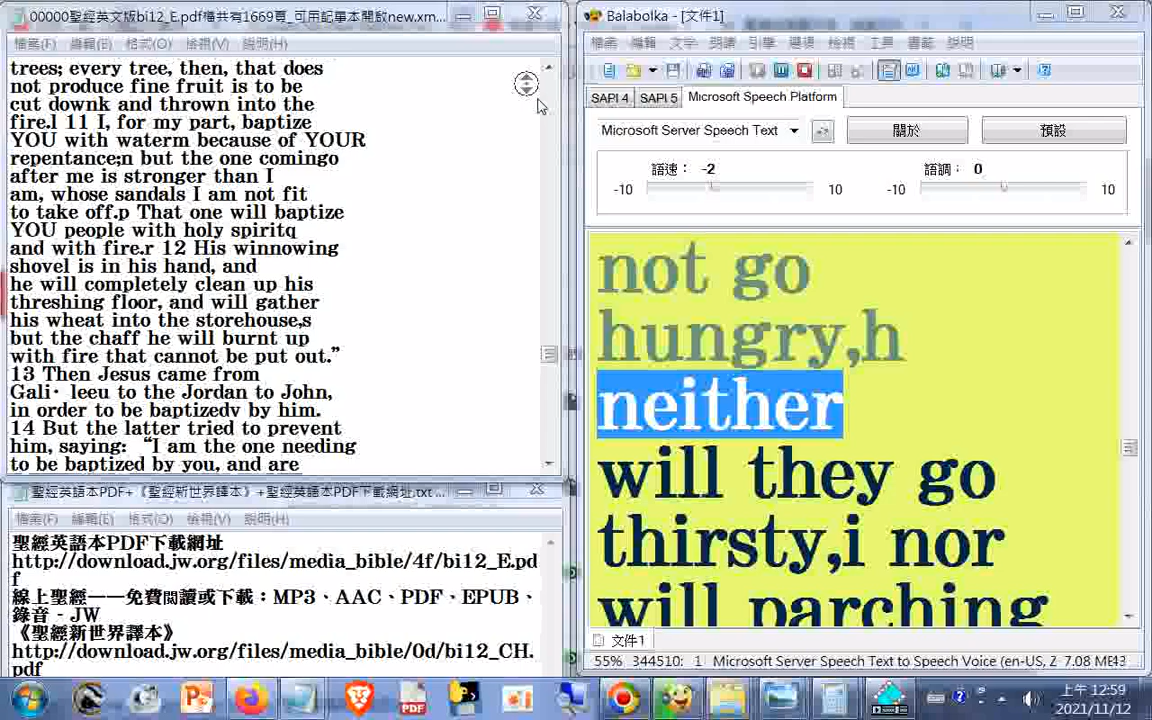 00000聖經英文版bi12_E.pdf檔共有1669頁_可用記事本開啟new.xm...
檔案(F) 編輯(E) 格式(O) 檢視(V) 說明(H)
trees; every tree, then, that does
not produce fine fruit is to be
cut downk and thrown into the
fire.l 11 I, for my part, baptize
YOU with waterm because of YOUR
repentance;n but the one comingo
after me is stronger than I
am, whose sandals I am not fit
to take off.p That one will baptize
YOU people with holy spiritq
and with fire.r 12 His winnowing
shovel is in his hand, and
he will completely clean up his
threshing floor, and will gather
his wheat into the storehouse,s
but the chaff he will burnt up
with fire that cannot be put out.”
13 Then Jesus came from
Gali· leeu to the Jordan to John,
in order to be baptizedv by him.
14 But the latter tried to prevent
him, saying: “I am the one needing
to be baptized by you, and are
聖經英語本PDF+《聖經新世界譯本》+聖經英語本PDF下載網址.txt ...
檔案(F) 編輯(E) 格式(O) 檢視(V) 說明(H)
聖經英語本PDF下載網址
http://download.jw.org/files/media_bible/4f/bi12_E.pd
f
線上聖經——免費閱讀或下載：MP3、AAC、PDF、EPUB、
錄音 - JW
《聖經新世界譯本》
http://download.jw.org/files/media_bible/0d/bi12_CH.
pdf
Balabolka - [文件1]
檔案 編輯 文字 朗讀 引擎 選項 檢視 工具 書籤 說明
SAPI 4 SAPI 5 Microsoft Speech Platform
Microsoft Server Speech Text 關於 預設
語速： -2 語調： 0
-10 10 -10 10
not go
hungry,h
neither
will they go
thirsty,i nor
will parching
文件1
55% 344510: 1 Microsoft Server Speech Text to Speech Voice (en-US, Z 7.08 ME
PDF
上午 12:59
2021/11/12